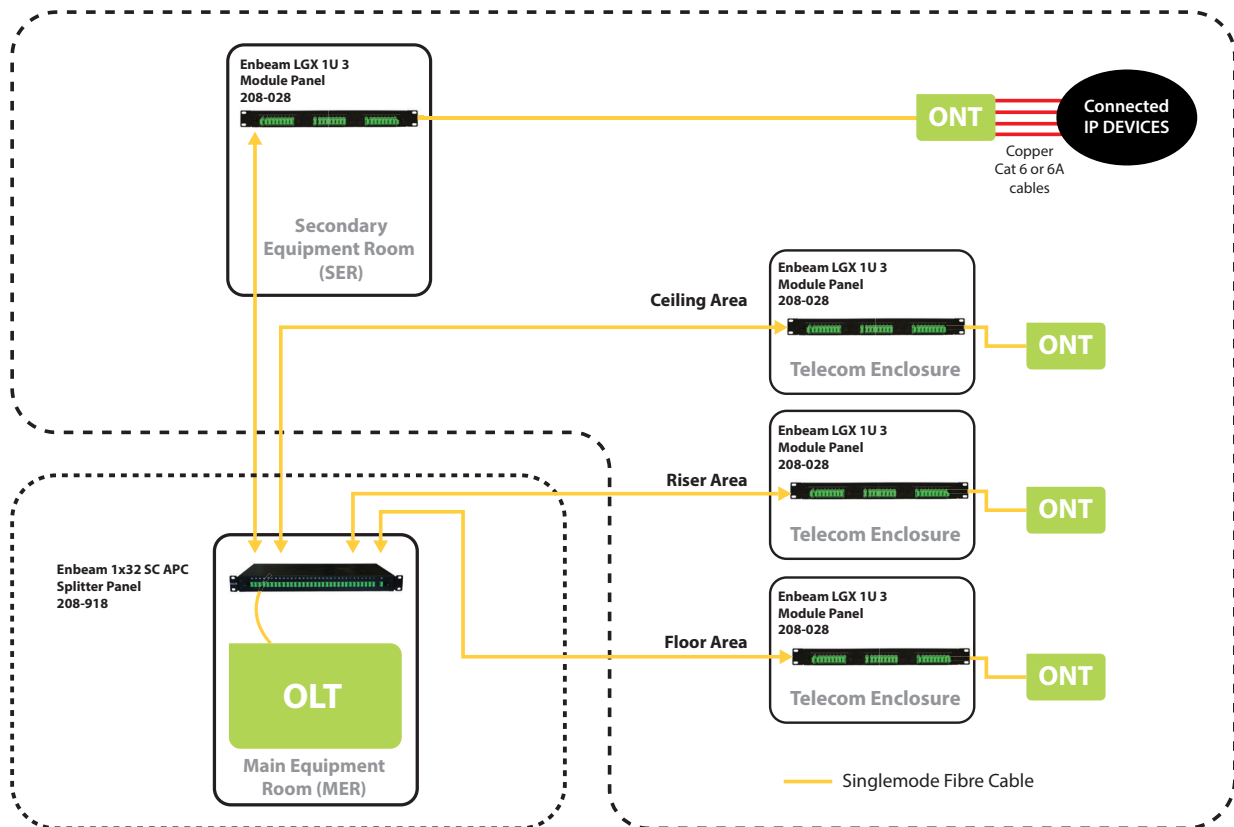 Enbeam LGX 1U 3
Module Panel
208-028
Secondary
Equipment Room
(SER)
ONT
Connected
IP DEVICES
Copper
Cat 6 or 6A
cables
Ceiling Area
Enbeam LGX 1U 3
Module Panel
208-028
Telecom Enclosure
ONT
Riser Area
Enbeam LGX 1U 3
Module Panel
208-028
Telecom Enclosure
ONT
Enbeam 1x32 SC APC
Splitter Panel
208-918
OLT
Main Equipment
Room (MER)
Floor Area
Enbeam LGX 1U 3
Module Panel
208-028
Telecom Enclosure
ONT
Singlemode Fibre Cable